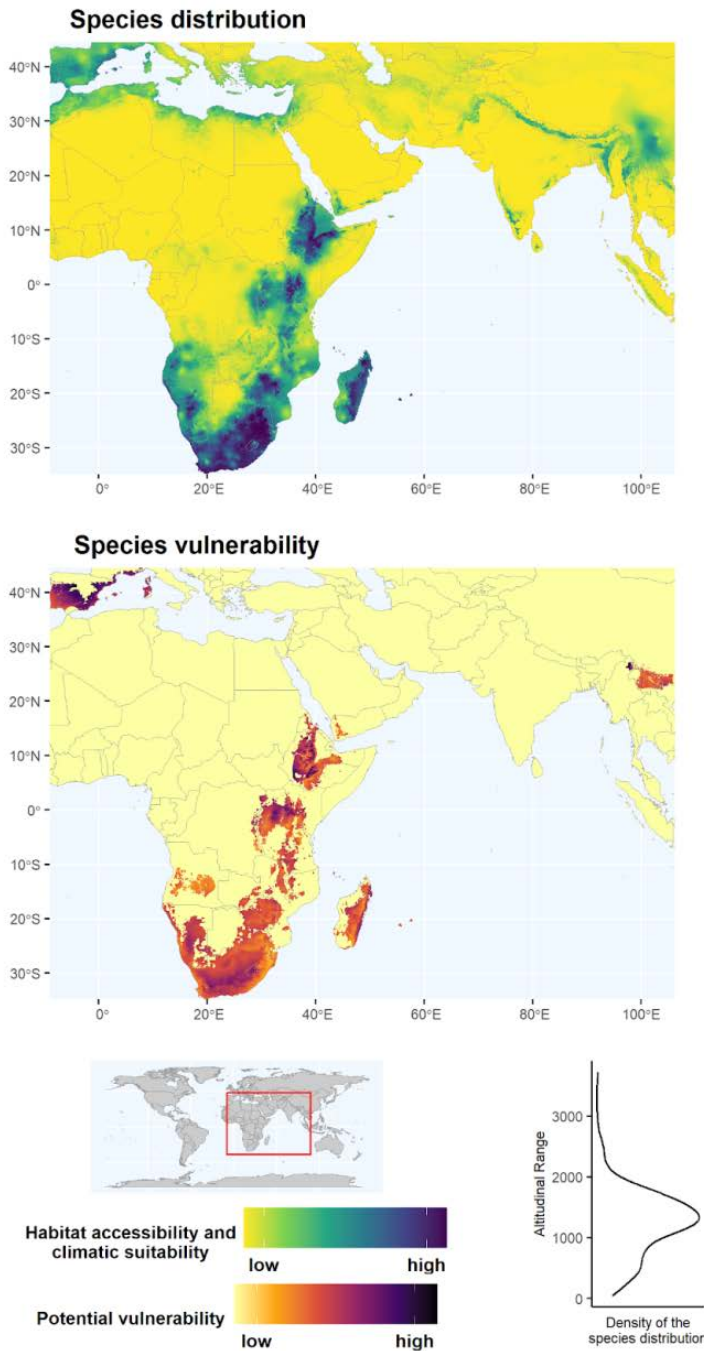 Species distribution
40°N
30°N
20°N
10°N
0°
10°S
20°S
30°S
0° 20°E 40°E 60°E 80°E 100°E
Species vulnerability
40°N
30°N
20°N
10°N
0°
10°S
20°S
30°S
0° 20°E 40°E 60°E 80°E 100°E
Habitat accessibility and
climatic suitability
low high
Potential vulnerability
low high
Altitudinal Range
3000
2000
1000
0
Density of the
species distribution